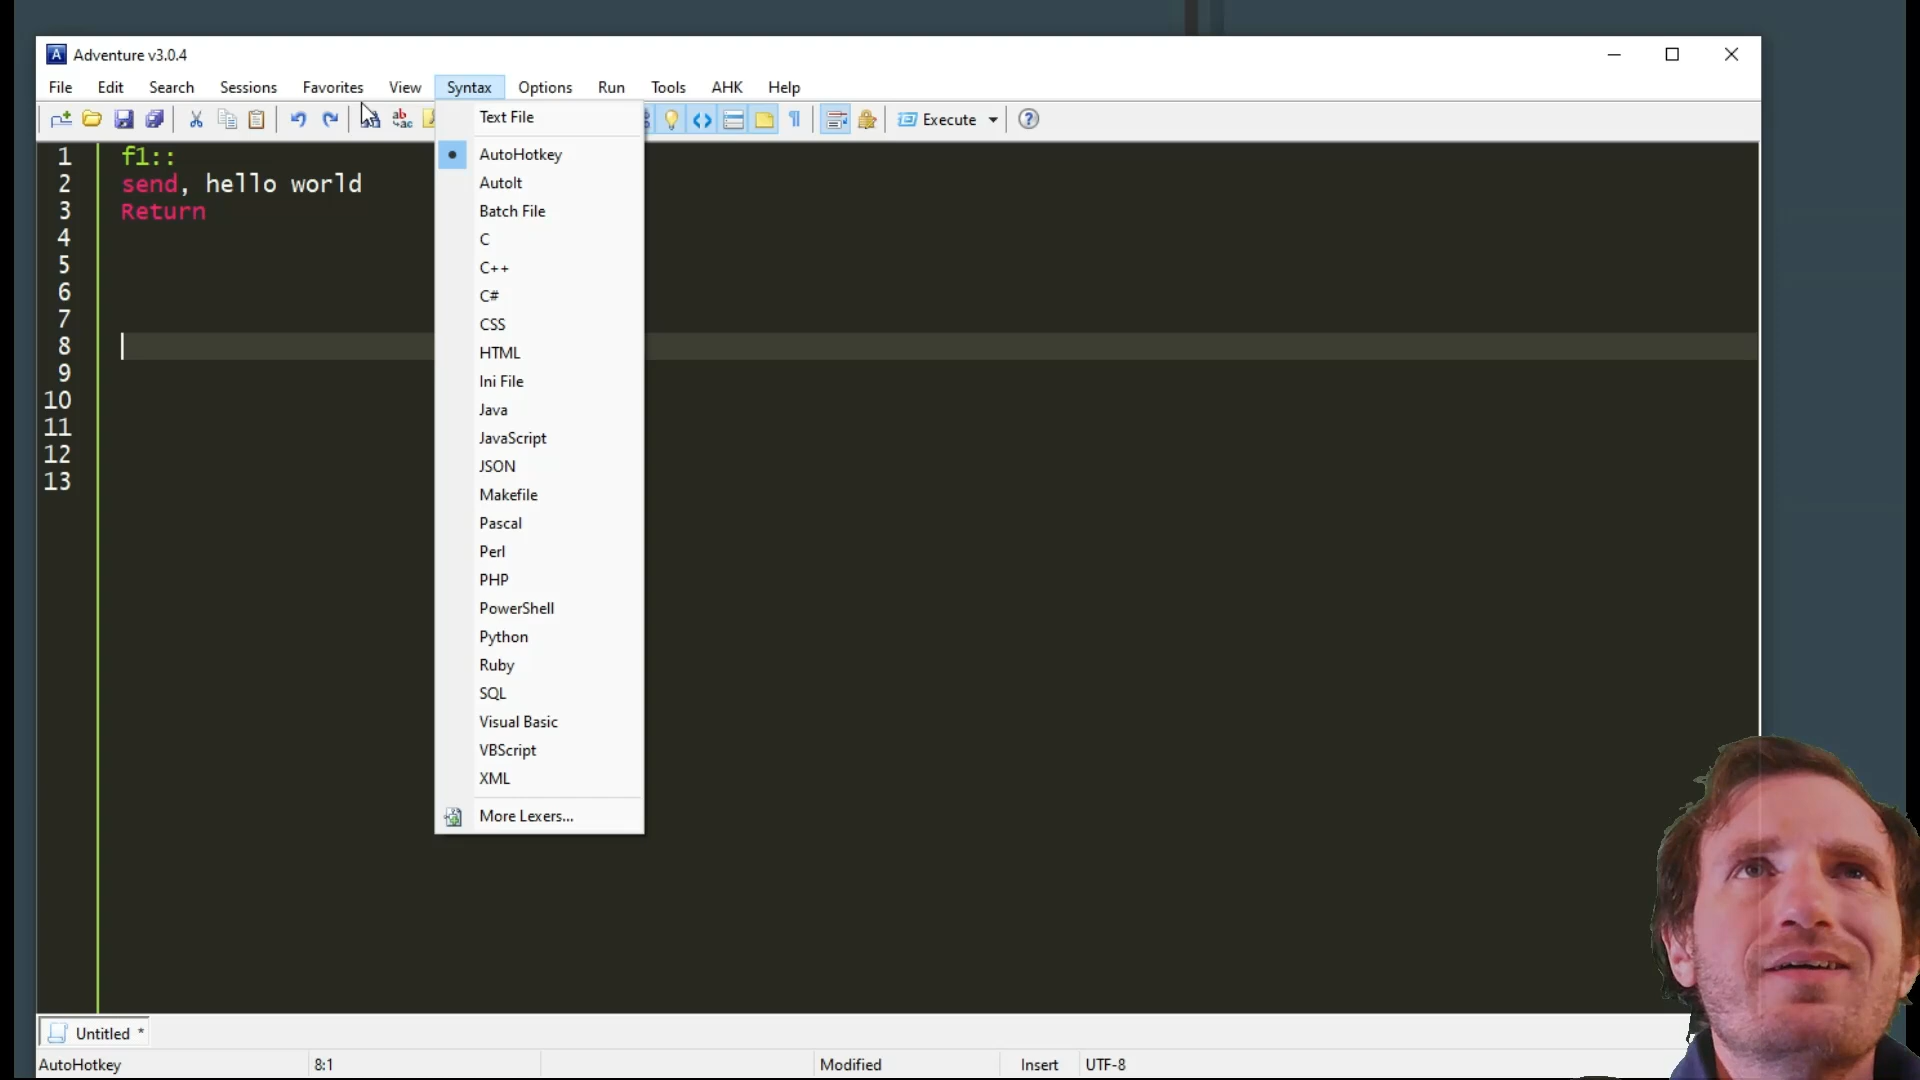 Adventure v3.0.4
File Edit Search Sessions Favorites View Syntax Options Run Tools AHK Help
Execute
Text File
AutoHotkey
AutoIt
Batch File
C
C++
C#
CSS
HTML
Ini File
Java
JavaScript
JSON
Makefile
Pascal
Perl
PHP
PowerShell
Python
Ruby
SQL
Visual Basic
VBScript
XML
More Lexers...
1 f1::
2 send, hello world
3 Return
4
5
6
7
8
9
10
11
12
13
Untitled *
AutoHotkey 8:1 Modified Insert UTF-8